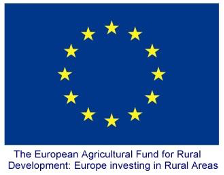 The European Agricultural Fund for Rural
Development: Europe investing in Rural Areas